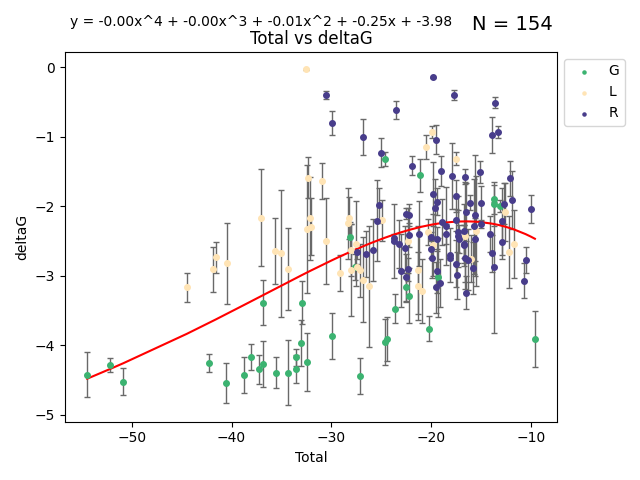 y = -0.00x^4 + -0.00x^3 + -0.01x^2 + -0.25x + -3.98
N = 154
Total vs deltaG
G
L
R
deltaG
0
−1
−2
−3
−4
−5
−50
−40
−30
−20
−10
Total